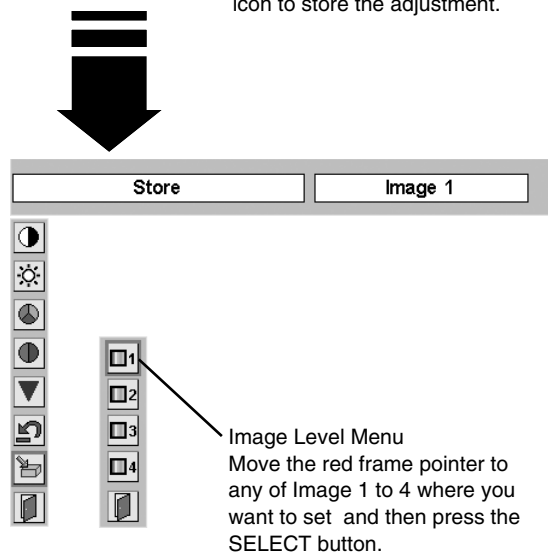 icon to store the adjustment.
Store
Image 1
1
2
3
4
Image Level Menu
Move the red frame pointer to
any of Image 1 to 4 where you
want to set and then press the
SELECT button.